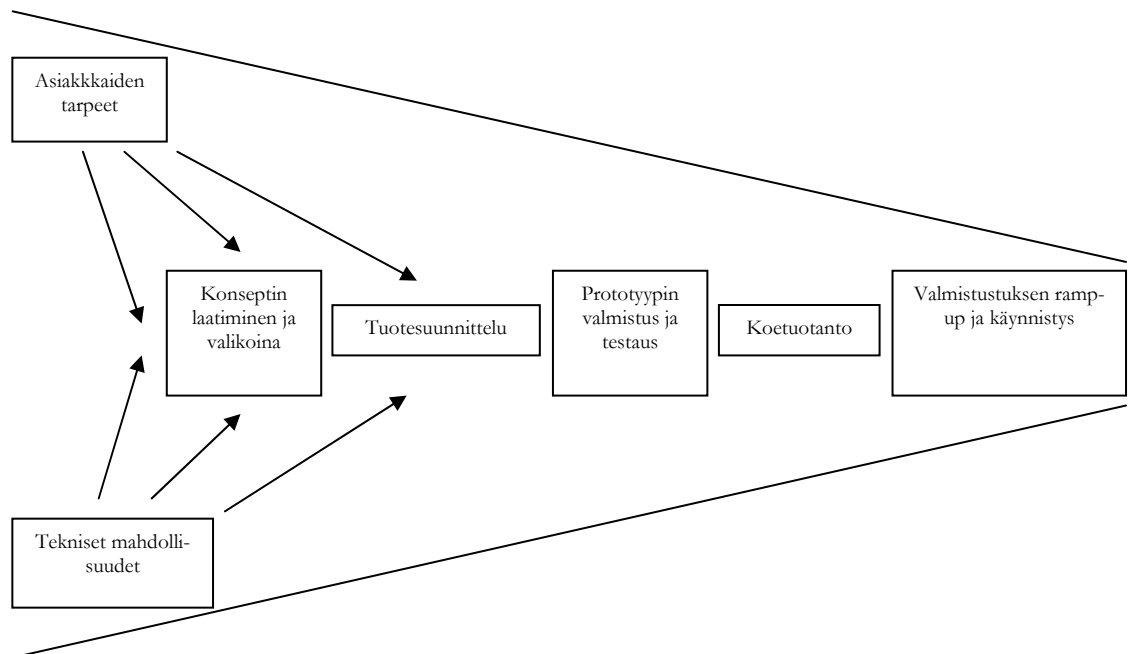 Asiakkkaiden
tarpeet
Konseptin
laatiminen ja
valikoina
Tuotesuunnittelu
Prototyypin
valmistus ja
testaus
Koetuotanto
Valmistustuksen ramp-
up ja käynnistys
Tekniset mahdolli-
suudet